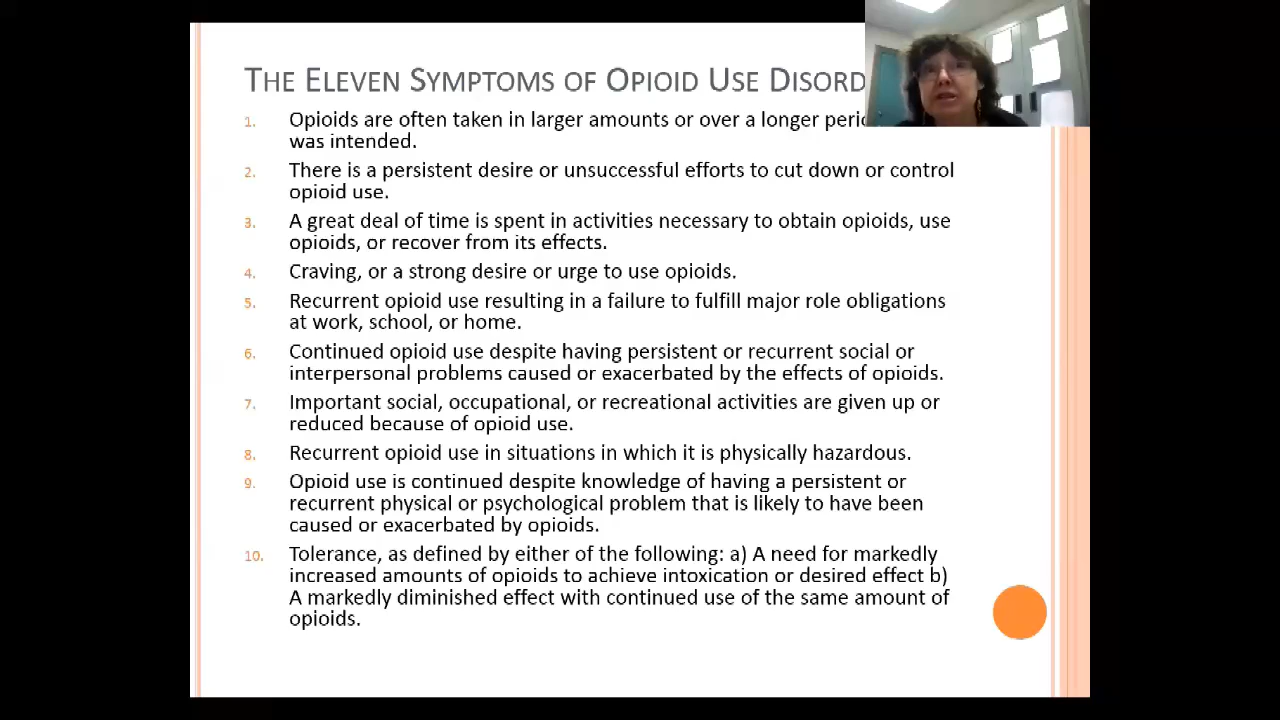 THE ELEVEN SYMPTOMS OF OPIOID USE
1. Opioids are often taken in larger amounts or over a longer
was intended.
2. There is a persistent desire or unsuccessful efforts to cut down or control
opioid use.
3. A great deal of time is spent in activities necessary to obtain opioids, use
opioids, or recover from its effects.
4. Craving, or a strong desire or urge to use opioids.
5. Recurrent opioid use resulting in a failure to fulfill major role obligations
at work, school, or home.
6. Continued opioid use despite having persistent or recurrent social or
interpersonal problems caused or exacerbated by the effects of opioids.
7. Important social, occupational, or recreational activities are given up or
reduced because of opioid use.
8. Recurrent opioid use in situations in which it is physically hazardous.
9. Opioid use is continued despite knowledge of having a persistent or
recurrent physical or psychological problem that is likely to have been
caused or exacerbated by opioids.
10. Tolerance, as defined by either of the following: a) A need for markedly
increased amounts of opioids to achieve intoxication or desired effect b)
A markedly diminished effect with continued use of the same amount of
opioids.